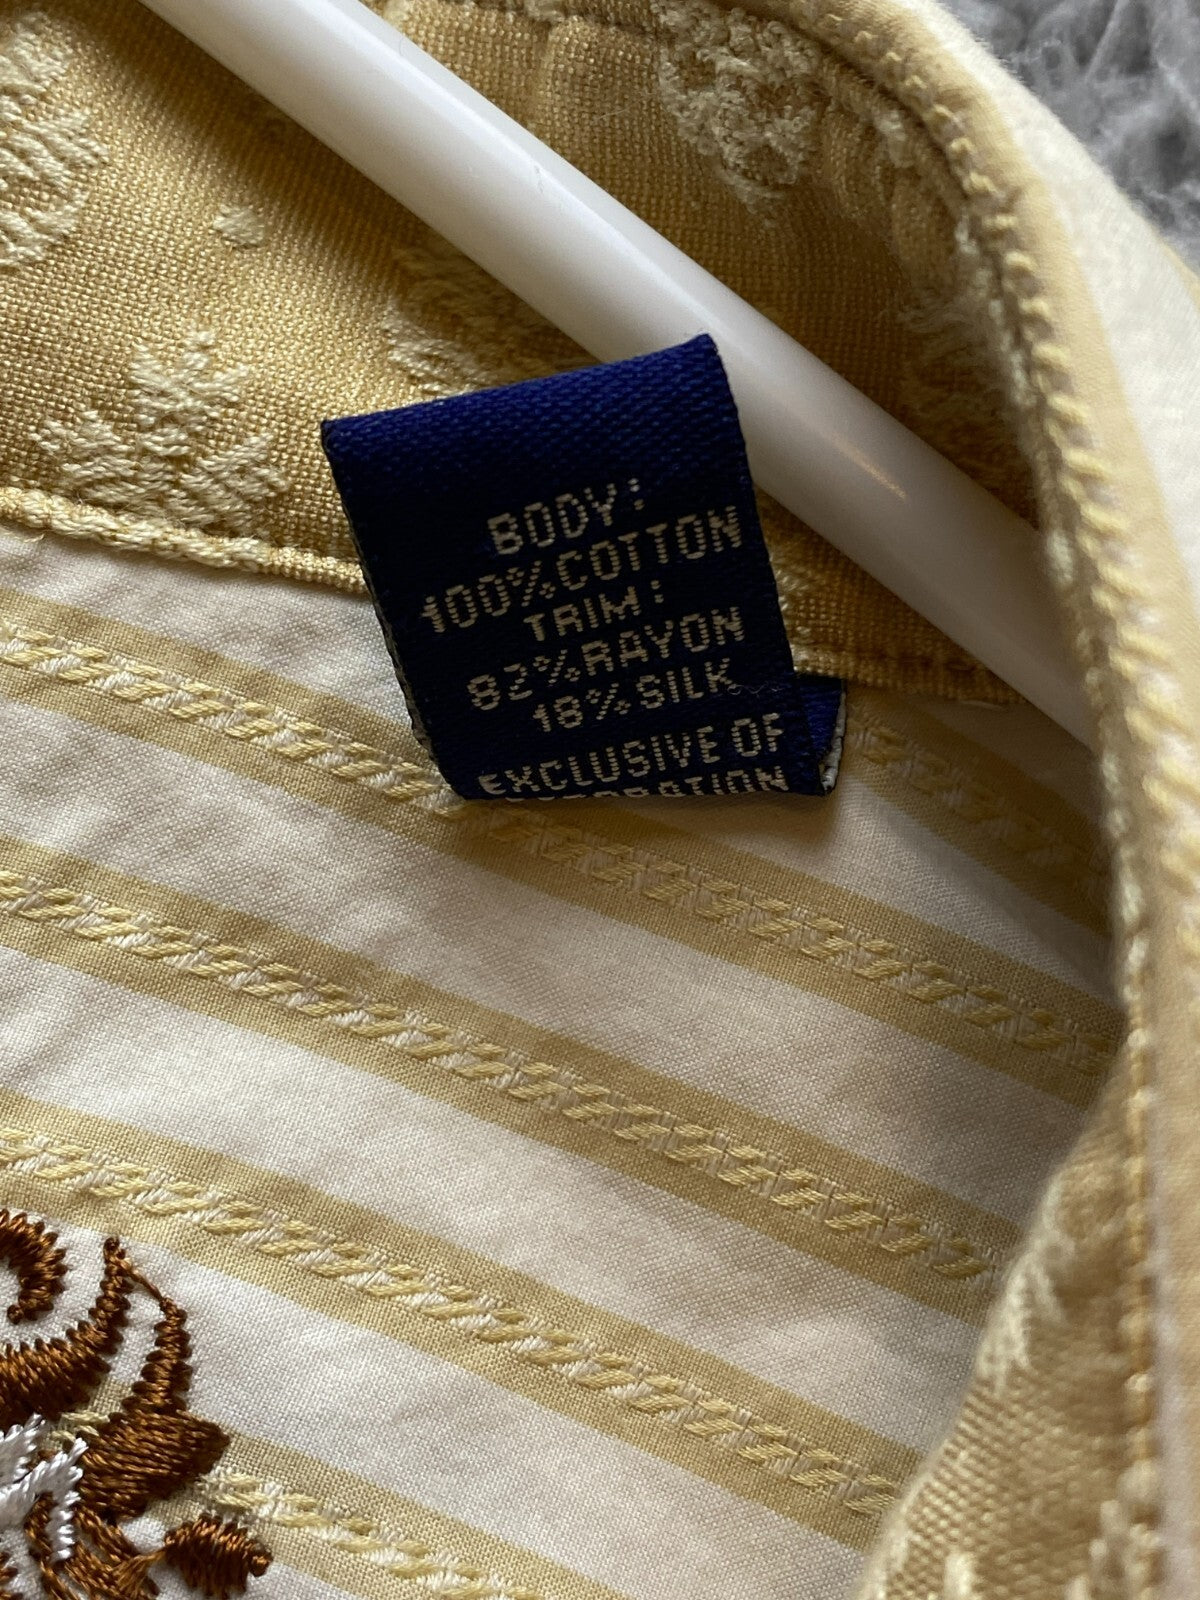 BODY:
100%COTTON
TRIM:
82%RAYON
18%SILK
EXCLUSIVE OF